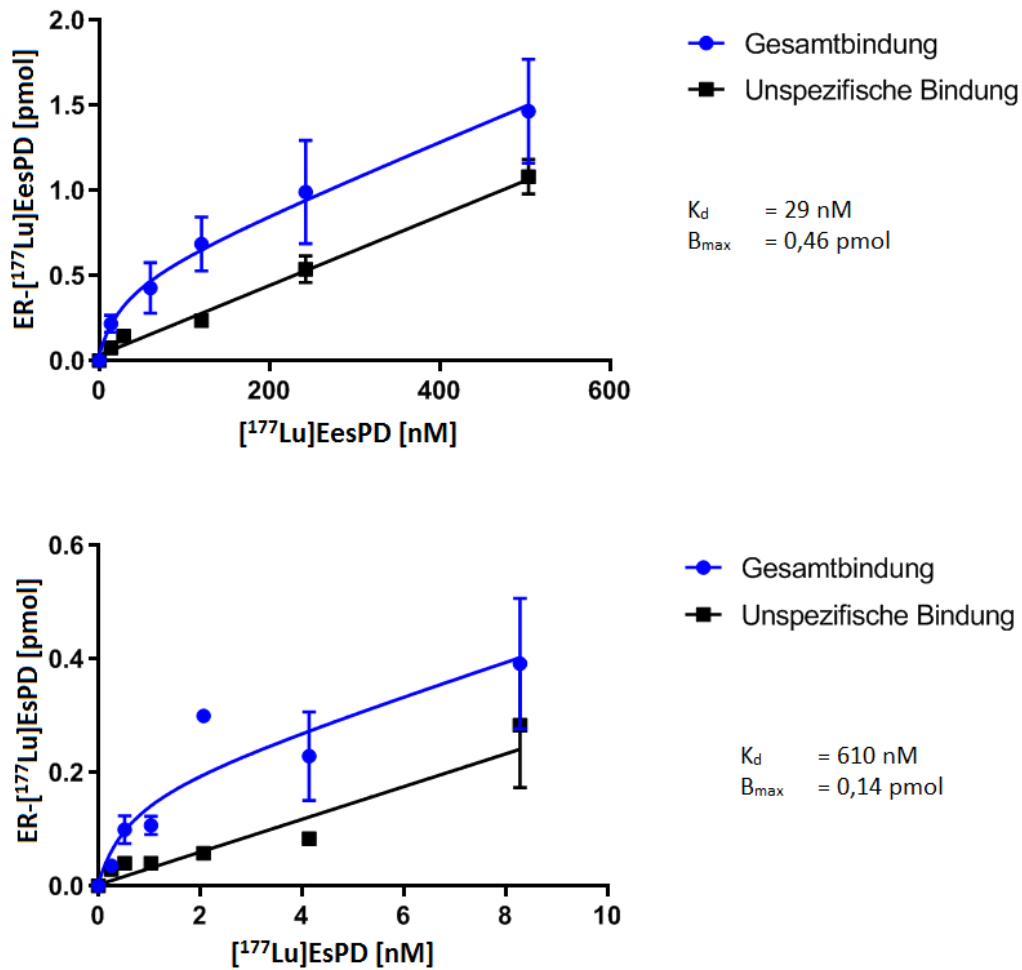 ER-[¹⁷⁷Lu]EesPD [pmol]
2.0
1.5
1.0
0.5
0.0
0 200 400 600
[¹⁷⁷Lu]EesPD [nM]
Gesamtbindung
Unspezifische Bindung
Kd = 29 nM
Bmax = 0,46 pmol
ER-[¹⁷⁷Lu]EsPD [pmol]
0.6
0.4
0.2
0.0
0 2 4 6 8 10
[¹⁷⁷Lu]EsPD [nM]
Gesamtbindung
Unspezifische Bindung
Kd = 610 nM
Bmax = 0,14 pmol